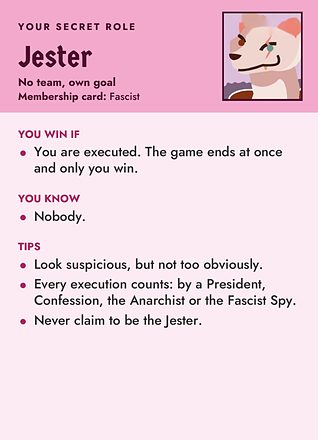 YOUR SECRET ROLE
Jester
No team, own goal
Membership card: Fascist
YOU WIN IF
• You are executed. The game ends at once
and only you win.
YOU KNOW
• Nobody.
TIPS
• Look suspicious, but not too obviously.
• Every execution counts: by a President,
Confession, the Anarchist or the Fascist Spy.
• Never claim to be the Jester.